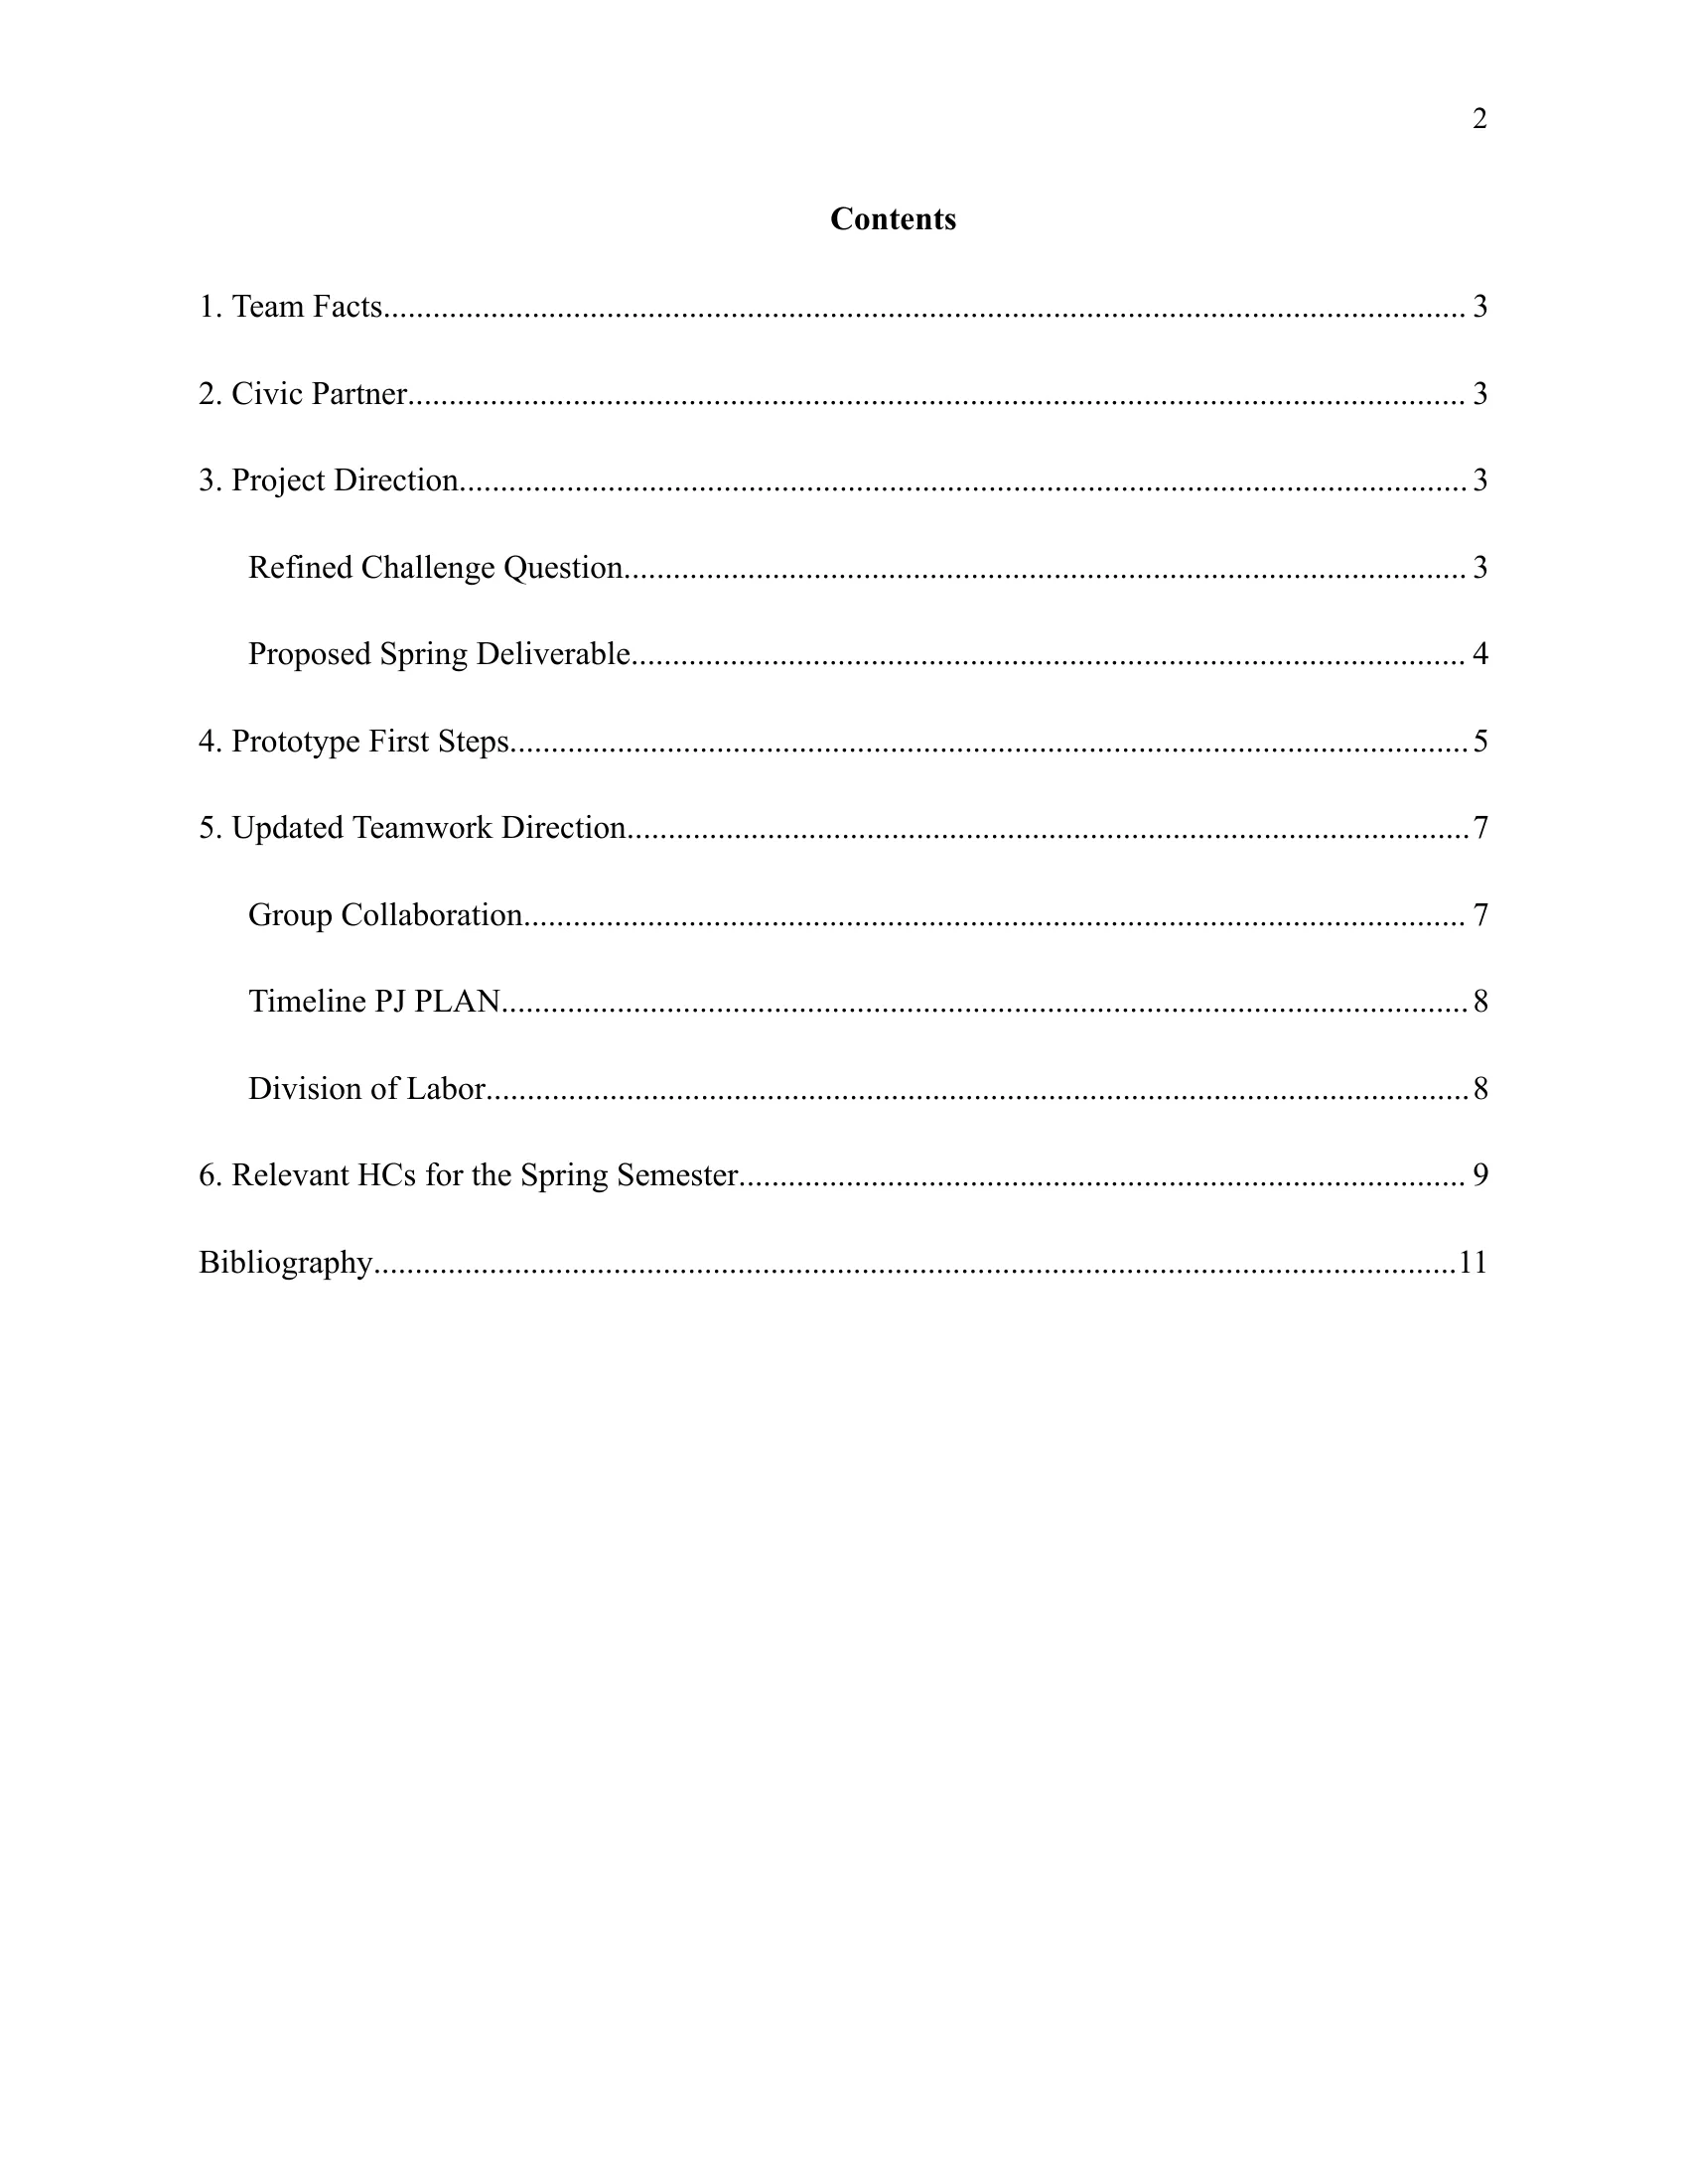 2
Contents
1. Team Facts 3
2. Civic Partner 3
3. Project Direction 3
Refined Challenge Question 3
Proposed Spring Deliverable 4
4. Prototype First Steps 5
5. Updated Teamwork Direction 7
Group Collaboration 7
Timeline PJ PLAN 8
Division of Labor 8
6. Relevant HCs for the Spring Semester 9
Bibliography 11